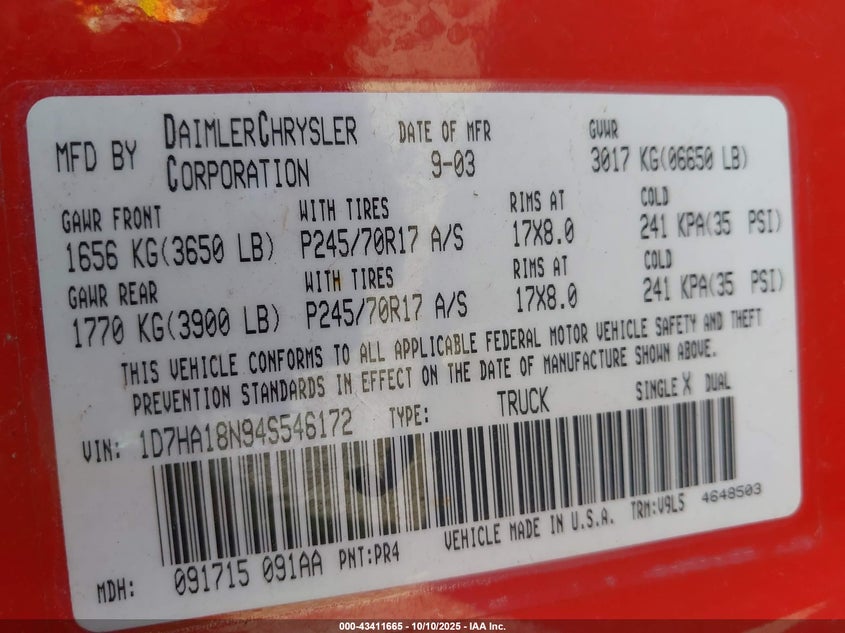 MFD BY DAIMLERCHRYSLER CORPORATION DATE OF MFR 9-03 GVWR 3017 KG(06650 LB)
GAWR FRONT WITH TIRES RIMS AT COLD
1656 KG(3650 LB) P245/70R17 A/S 17X8.0 241 KPA(35 PSI)
GAWR REAR WITH TIRES RIMS AT COLD
1770 KG(3900 LB) P245/70R17 A/S 17X8.0 241 KPA(35 PSI)
THIS VEHICLE CONFORMS TO ALL APPLICABLE FEDERAL MOTOR VEHICLE SAFETY AND THEFT
PREVENTION STANDARDS IN EFFECT ON THE DATE OF MANUFACTURE SHOWN ABOVE.
VIN: 1D7HA18N94S546172 TYPE: TRUCK SINGLE X DUAL
MDH: 091715 091AA PNT:PR4 VEHICLE MADE IN U.S.A. TRM:V9L5 4648503
000-43411665 - 10/10/2025 - IAA Inc.